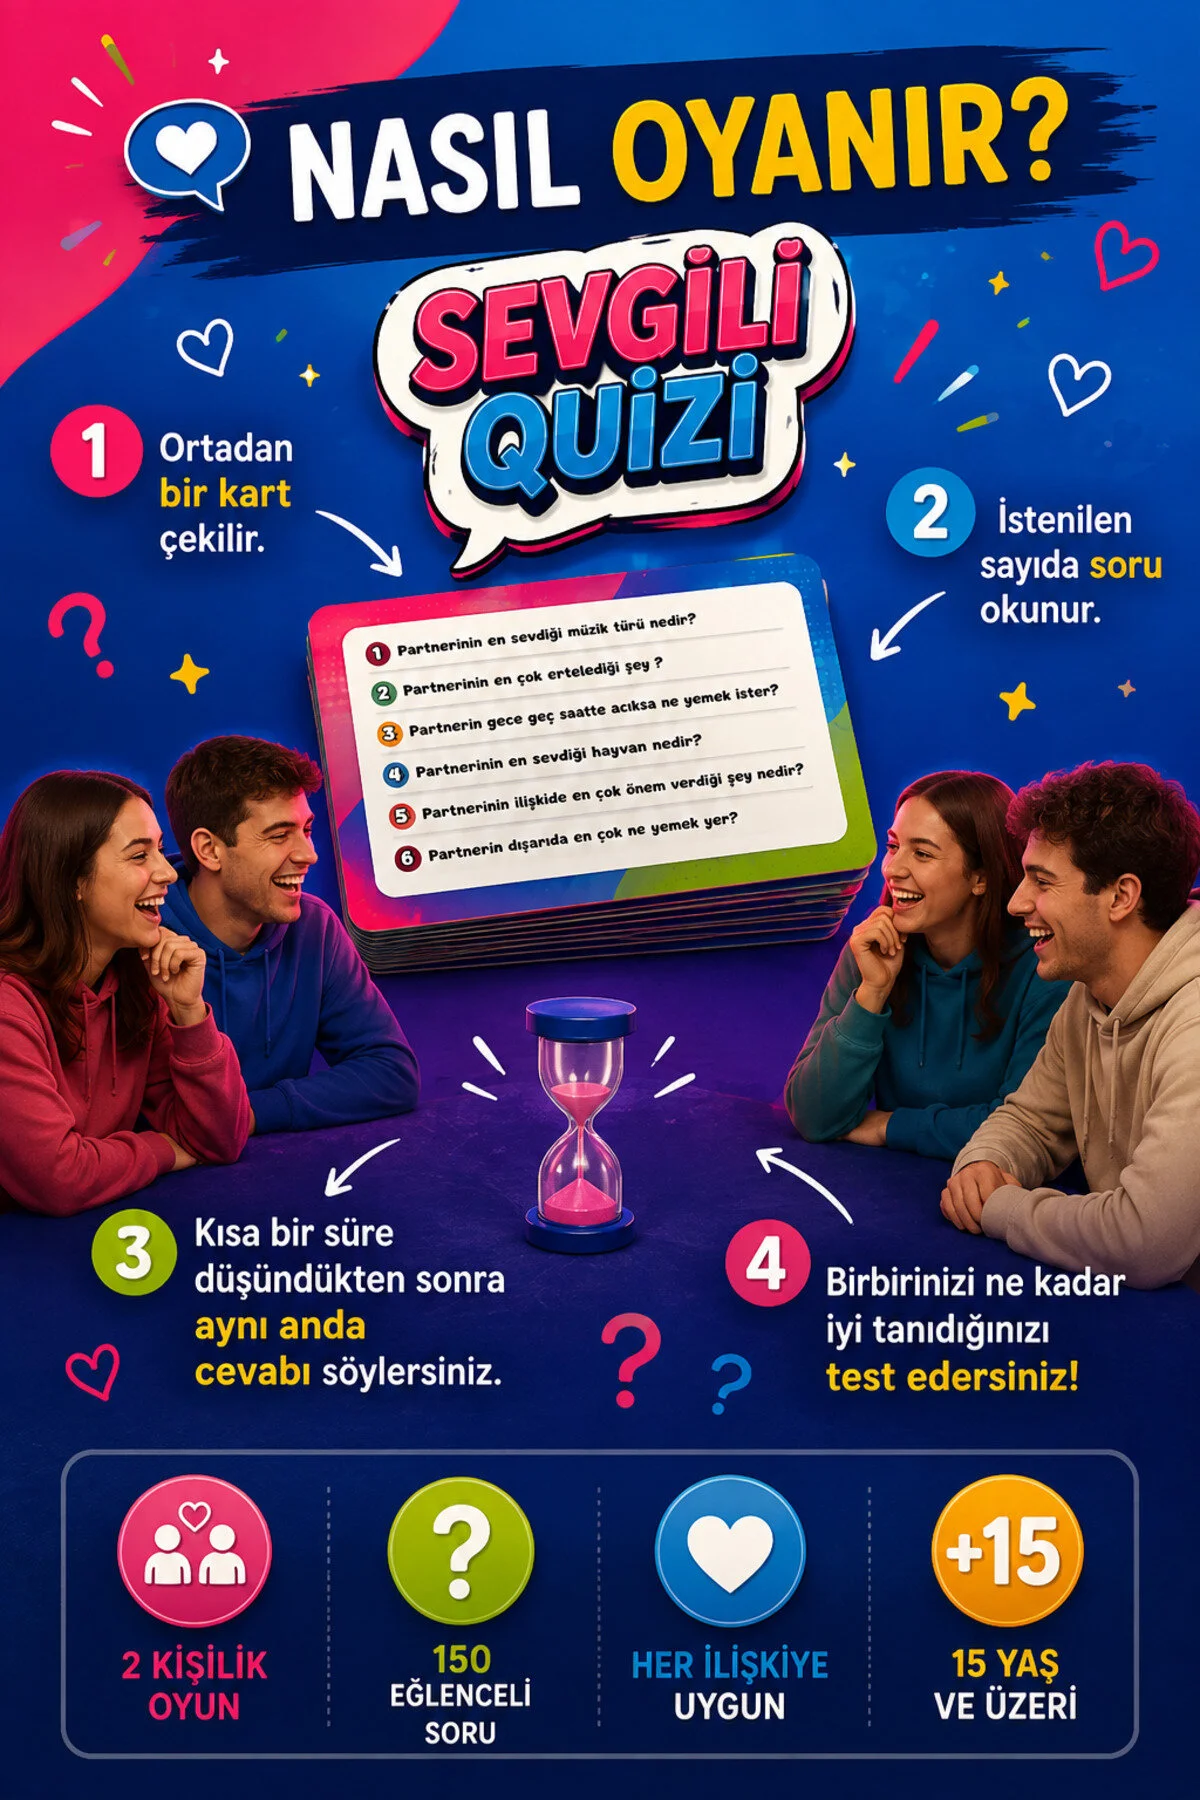 NASIL OYANIR?
SEVGİLİ
QUİZİ
1
Ortadan
bir kart
çekilir.
2
İstenilen
sayıda soru
okunur.
1 Partnerinin en sevdiği müzik türü nedir?
2 Partnerinin en çok ertelediği şey ?
3 Partnerin gece geç saatte acıksa ne yemek ister?
4 Partnerinin en sevdiği hayvan nedir?
5 Partnerinin ilişkide en çok önem verdiği şey nedir?
6 Partnerin dışarıda en çok ne yemek yer?
3
Kısa bir süre
düşündükten sonra
aynı anda
cevabı söylersiniz.
4
Birbirinizi ne kadar
iyi tanıdığınızı
test edersiniz!
2 KİŞİLİK
OYUN
?
150
EĞLENCELİ
SORU
HER İLİŞKİYE
UYGUN
+15
15 YAŞ
VE ÜZERİ